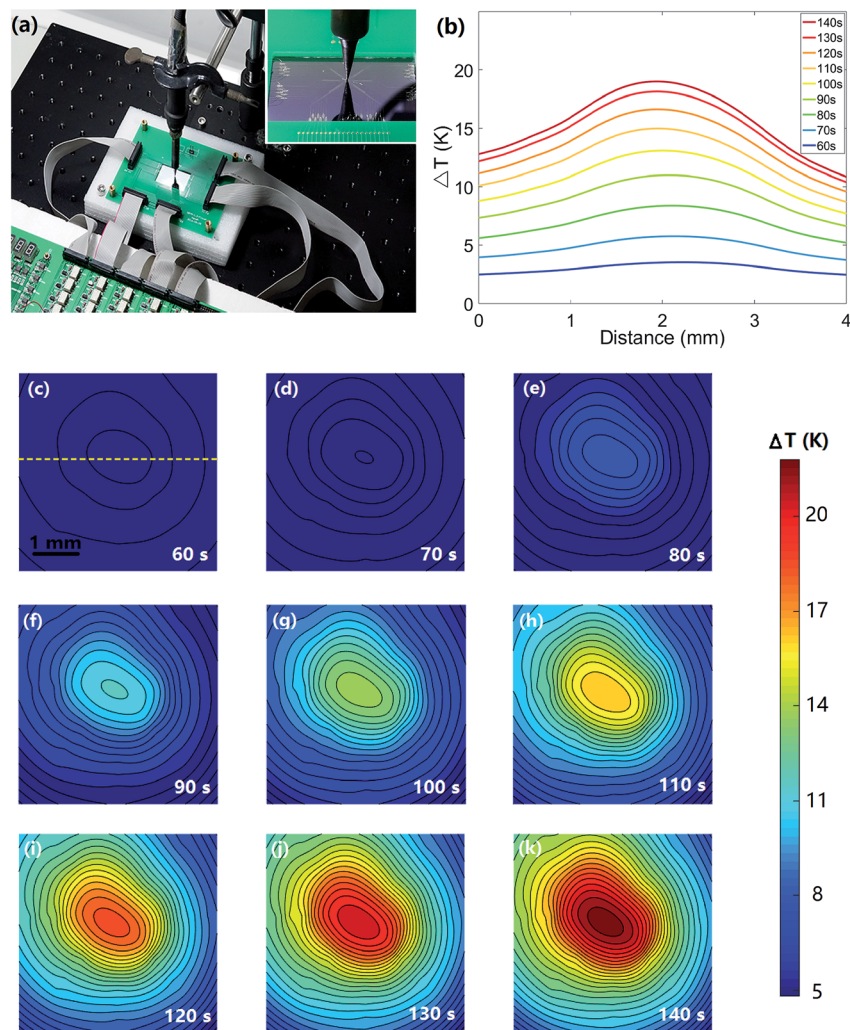 (a)
(b)
△T (K)
20
15
10
5
0
0 1 2 3 4
Distance (mm)
140s
130s
120s
110s
100s
90s
80s
70s
60s
(c)
1 mm
60 s
(d)
70 s
(e)
80 s
ΔT (K)
20
17
14
11
8
5
(f)
90 s
(g)
100 s
(h)
110 s
(i)
120 s
(j)
130 s
(k)
140 s